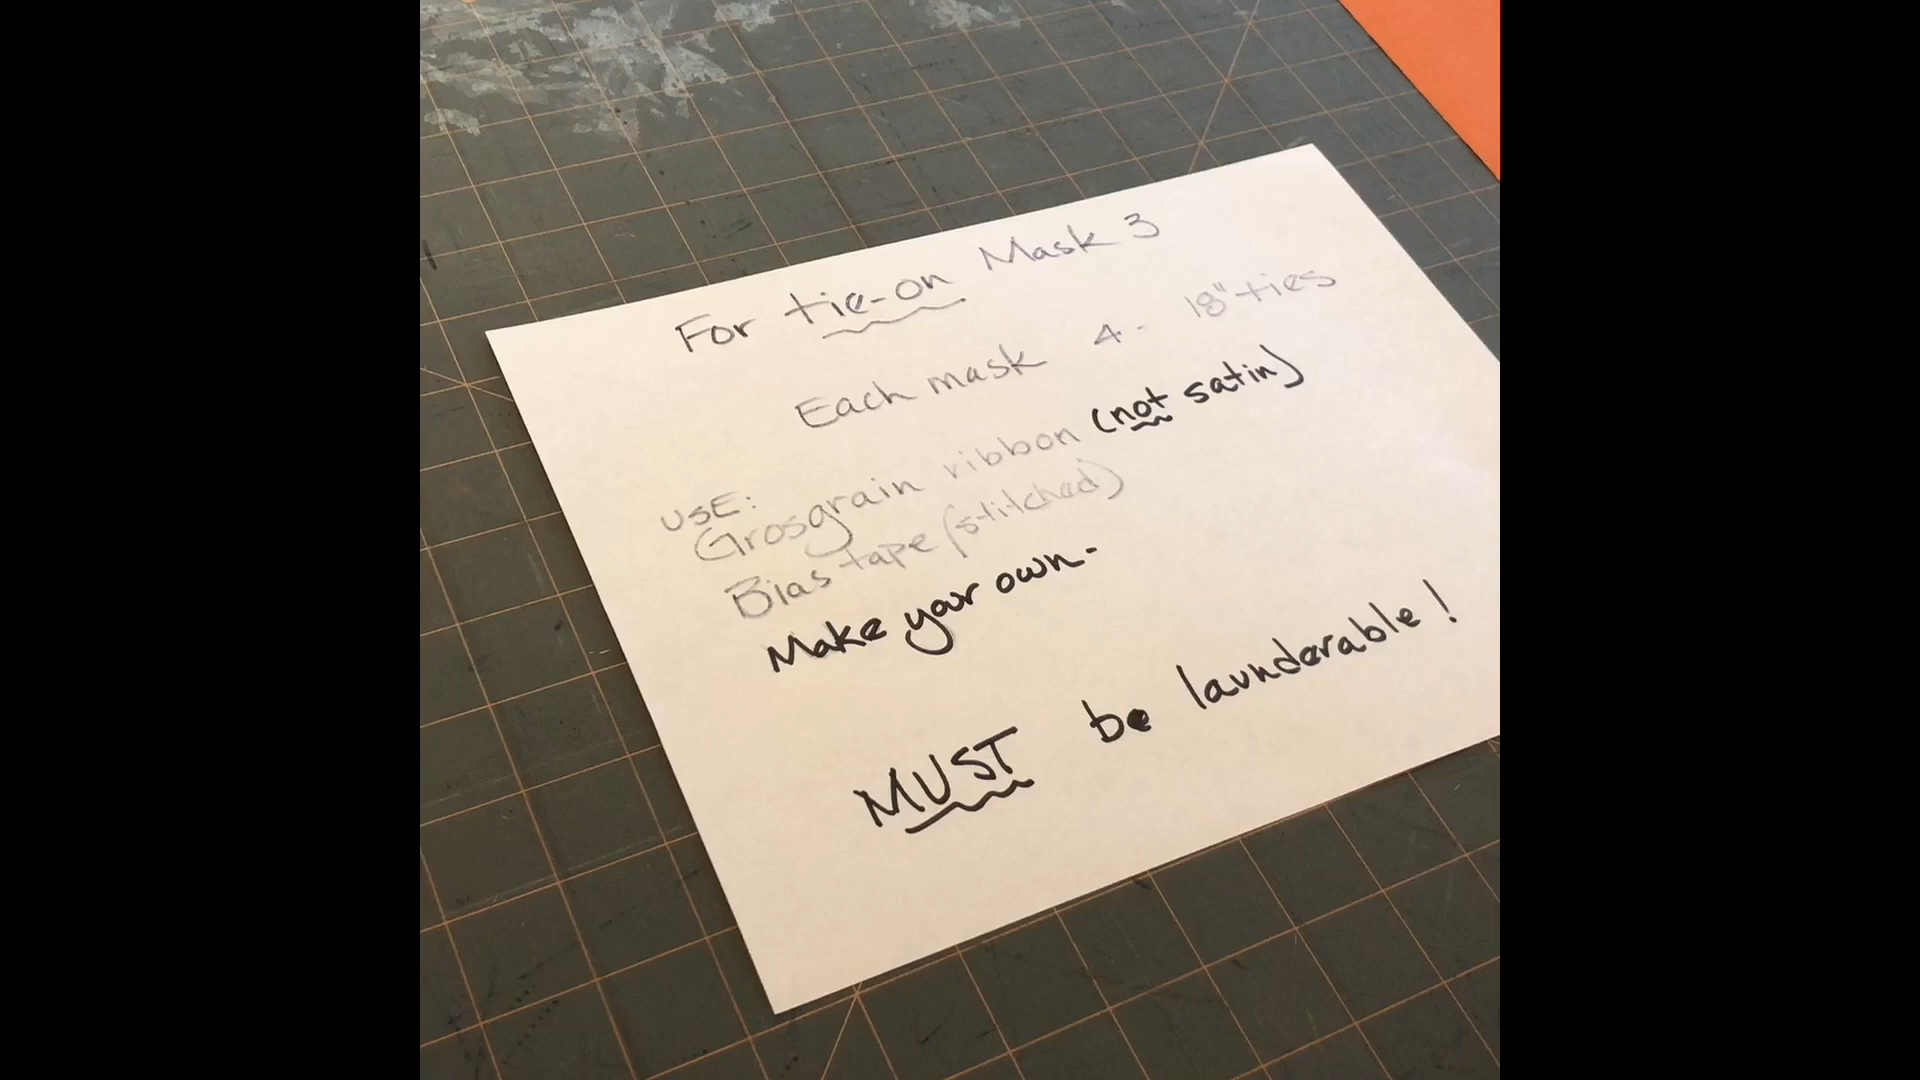 For tie-on Mask 3
Each mask 4 - 18" ties
USE:
Grosgrain ribbon (not satin)
Bias tape (stitched)
Make your own-
MUST be launderable!